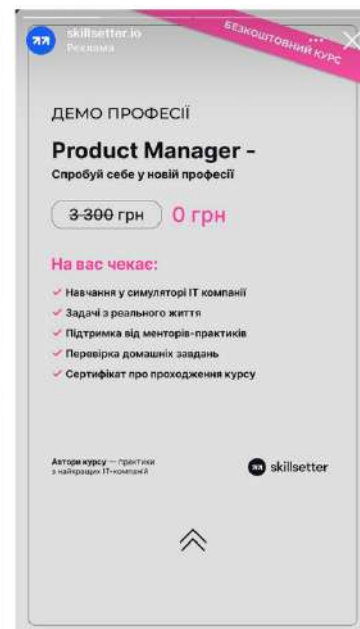 skillsetter.io
Реклама
БЕЗКОШТОВНИЙ КУРС
ДЕМО ПРОФЕСІЇ
Product Manager -
Спробуй себе у новій професії
3 300 грн 0 грн
На вас чекає:
Навчання у симуляторі IT компанії
Задачі з реального життя
Підтримка від менторів-практиків
Перевірка домашніх завдань
Сертифікат про проходження курсу
Автори курсу — практики
з найкращих IT-компаній
skillsetter